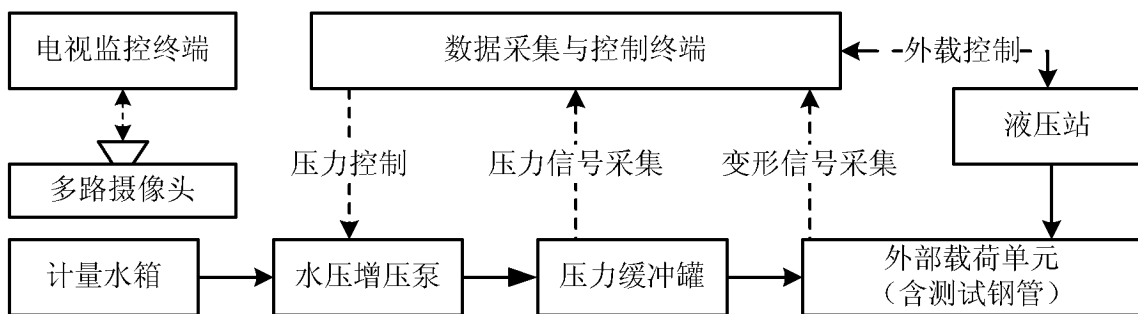 电视监控终端
数据采集与控制终端
外载控制
液压站
压力控制
压力信号采集
变形信号采集
多路摄像头
计量水箱
水压增压泵
压力缓冲罐
外部载荷单元
（含测试钢管）